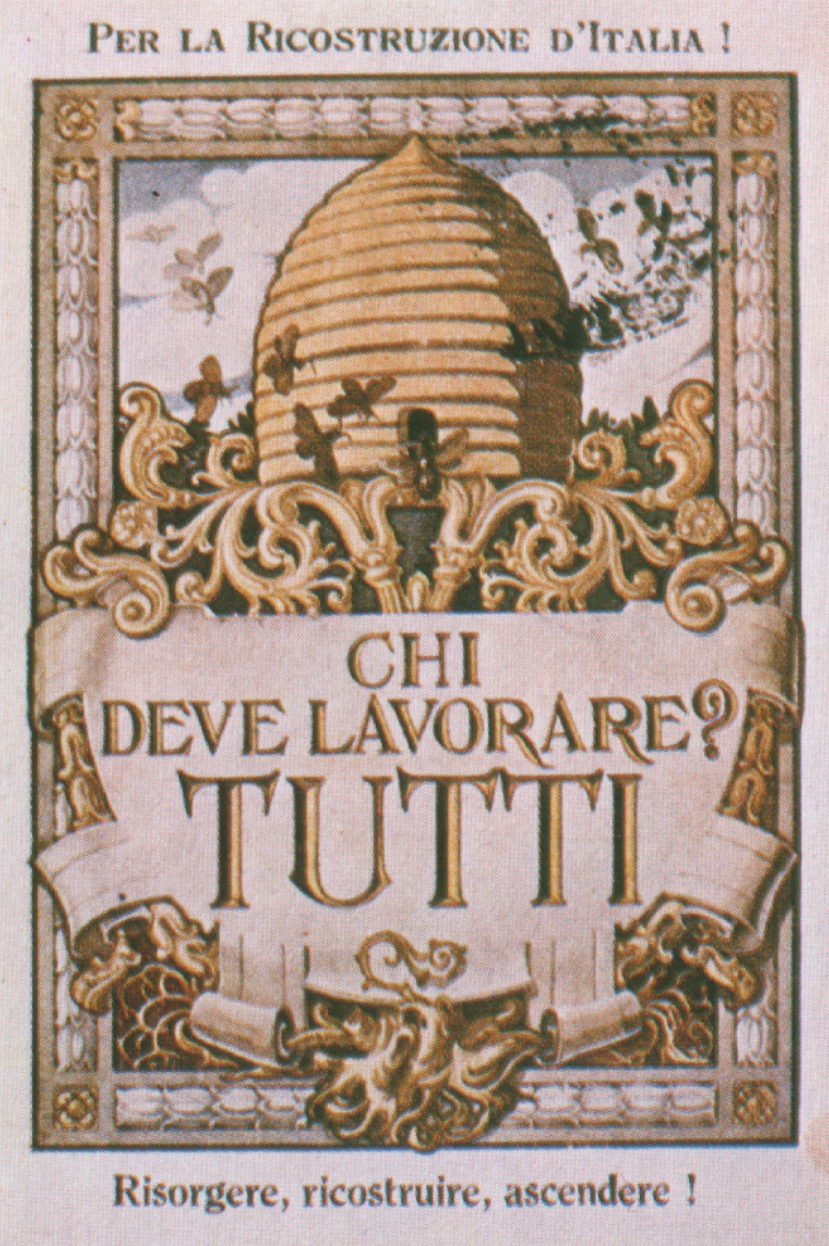 PER LA RICOSTRUZIONE D'ITALIA !
CHI
DEVE LAVORARE?
TUTTI
Risorgere, ricostruire, ascendere !